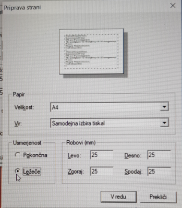 Priprava strani
Papir
Velikost: A4
Vir: Samodejna izbira tiskal
Usmerjenost
Pokončna
Ležeče
Robovi (mm)
Levo: 25 Desno: 25
Zgoraj: 25 Spodaj: 25
V redu Prekliči